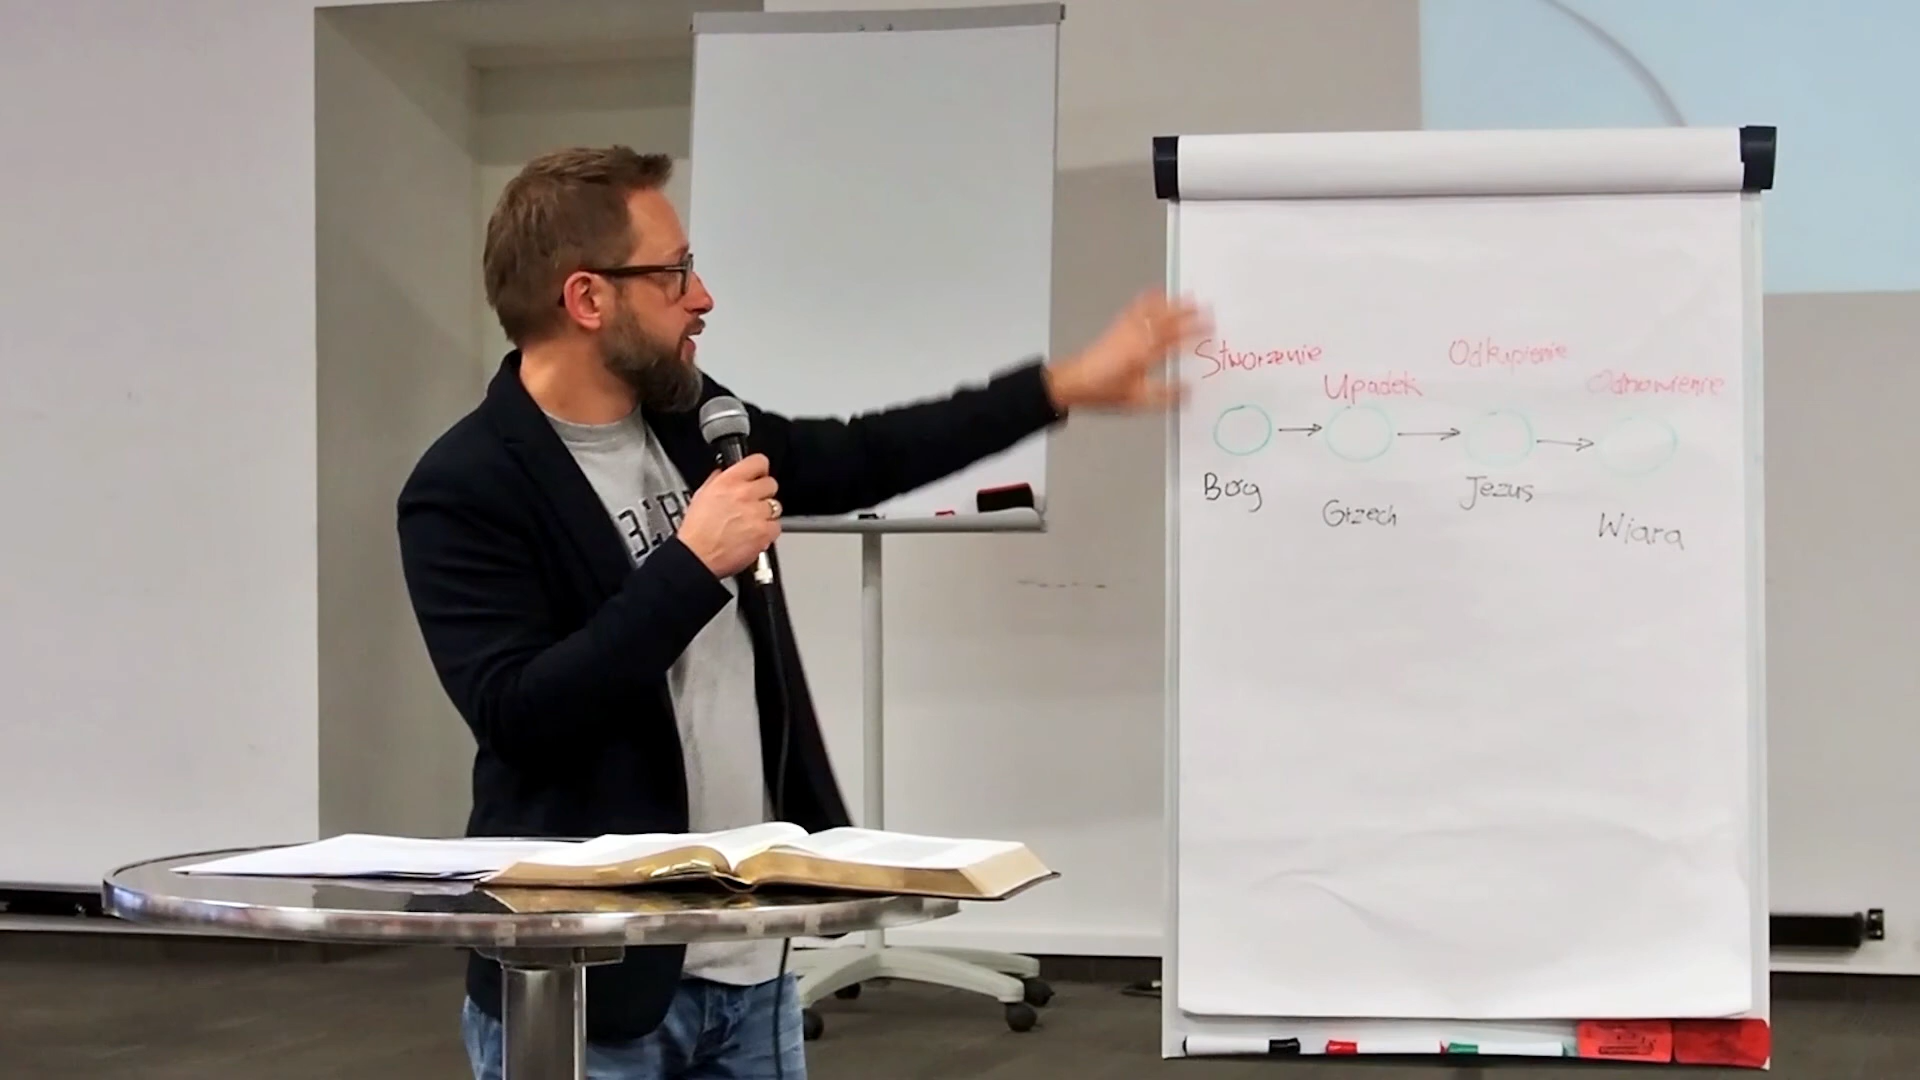 Stworzenie
Upadek
Odkupienie
Odnowienie
Bóg
Grzech
Jezus
Wiara